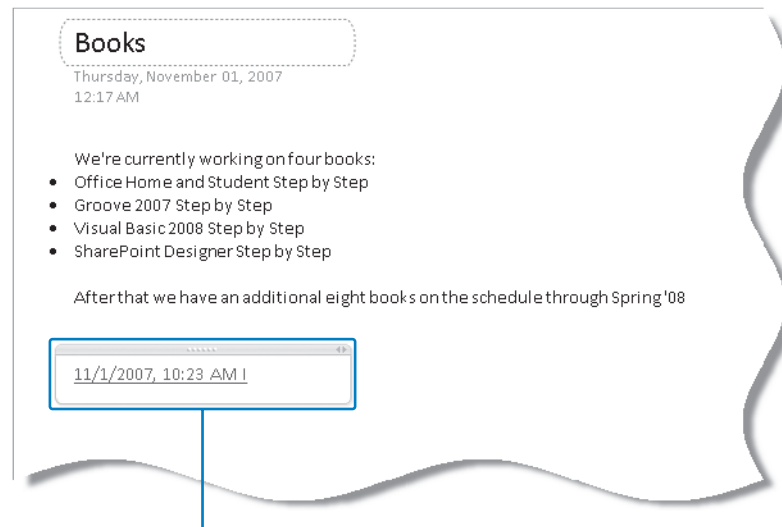 Books
Thursday, November 01, 2007
12:17 AM
We're currently working on four books:
• Office Home and Student Step by Step
• Groove 2007 Step by Step
• Visual Basic 2008 Step by Step
• SharePoint Designer Step by Step
After that we have an additional eight books on the schedule through Spring '08
11/1/2007, 10:23 AM